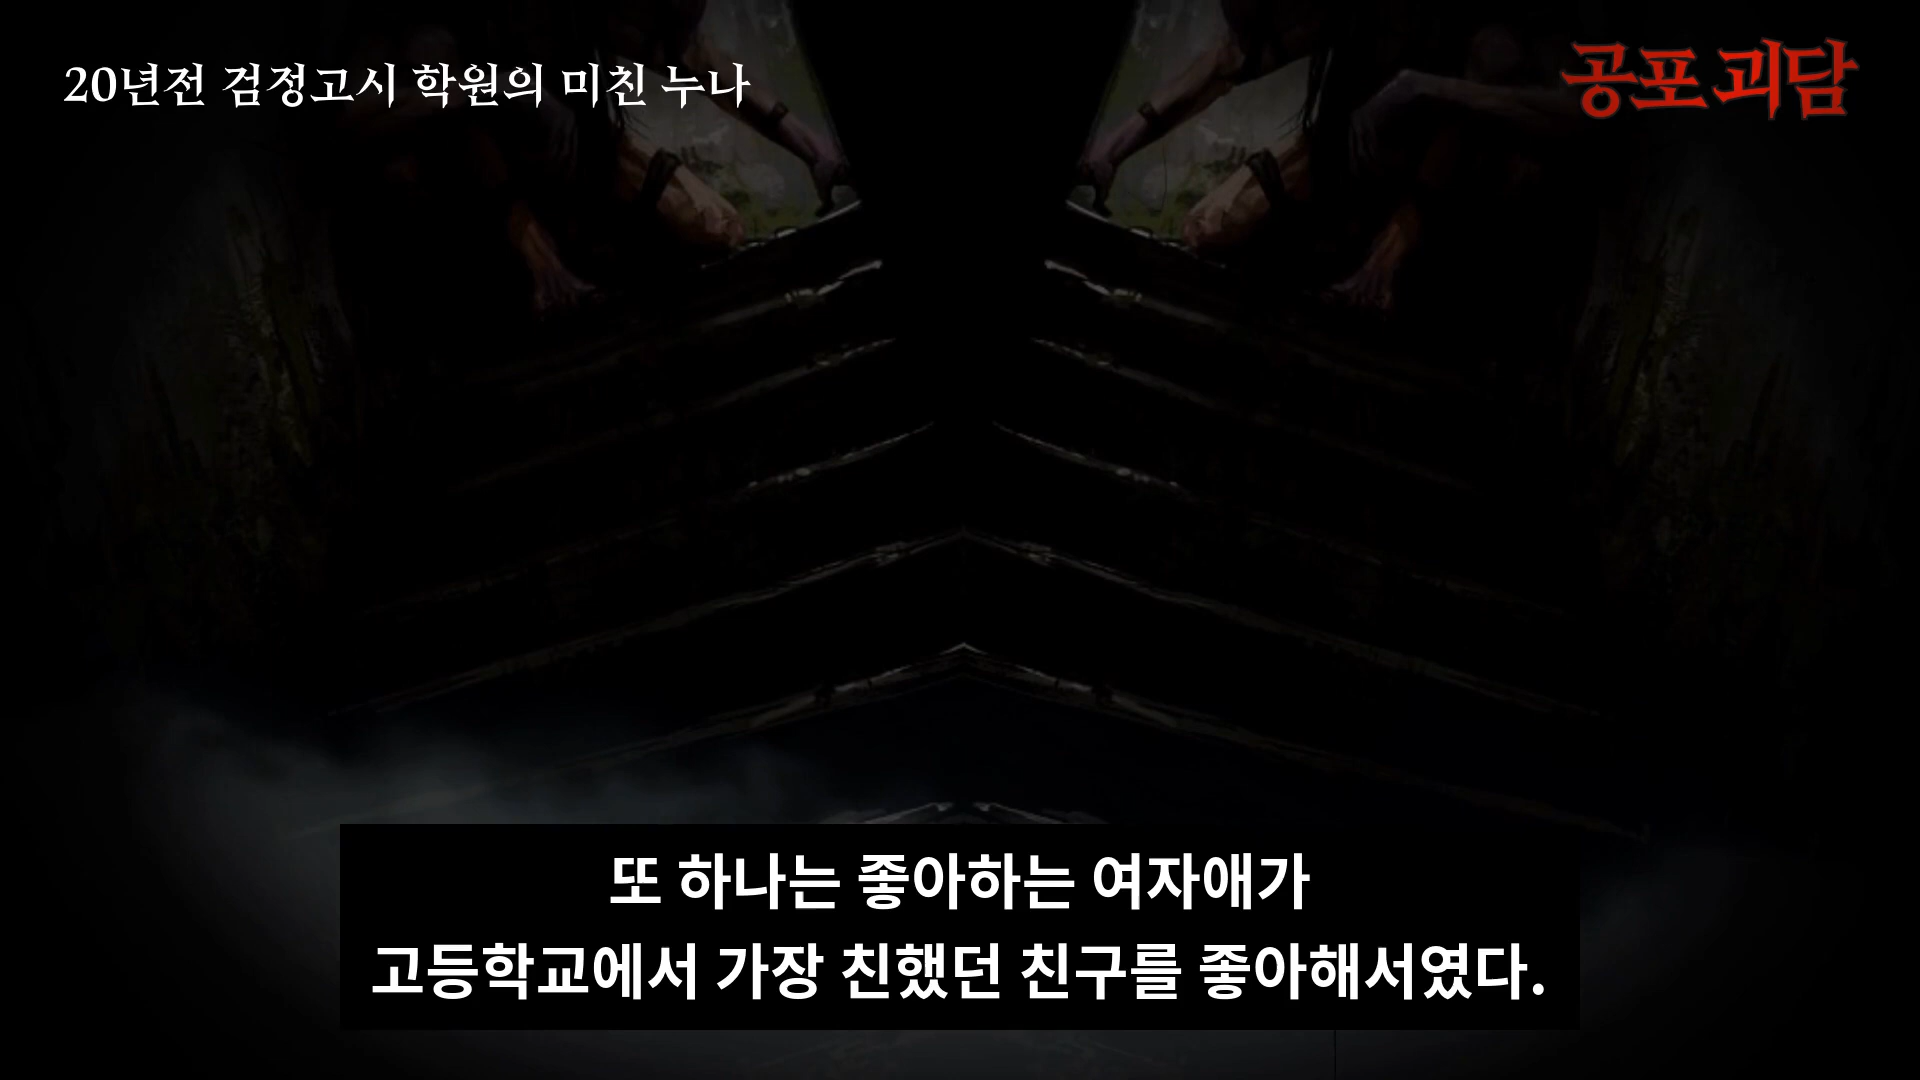 20년전 검정고시 학원의 미친 누나
공포 괴담
또 하나는 좋아하는 여자애가
고등학교에서 가장 친했던 친구를 좋아해서였다.